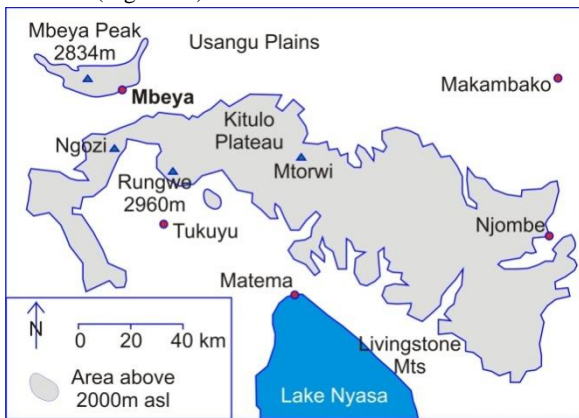 Mbeya Peak
2834m
Usangu Plains
Makambako
Mbeya
Kitulo
Plateau
Ngozi
Mtorwi
Rungwe
2960m
Njombe
Tukuyu
Matema
N
0 20 40 km
Livingstone
Mts
Area above
2000m asl
Lake Nyasa